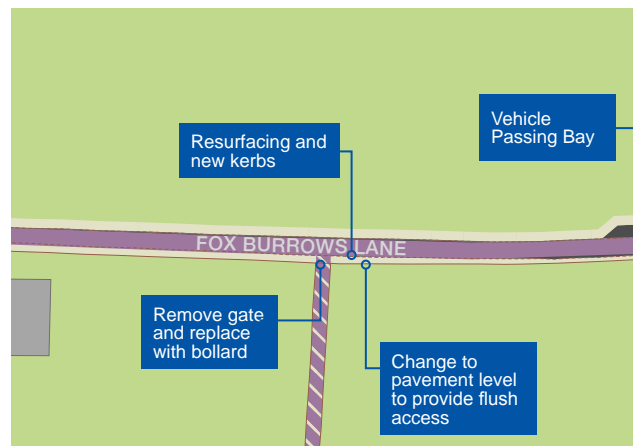 Vehicle
Passing Bay
Resurfacing and
new kerbs
FOX BURROWS LANE
Remove gate
and replace
with bollard
Change to
pavement level
to provide flush
access